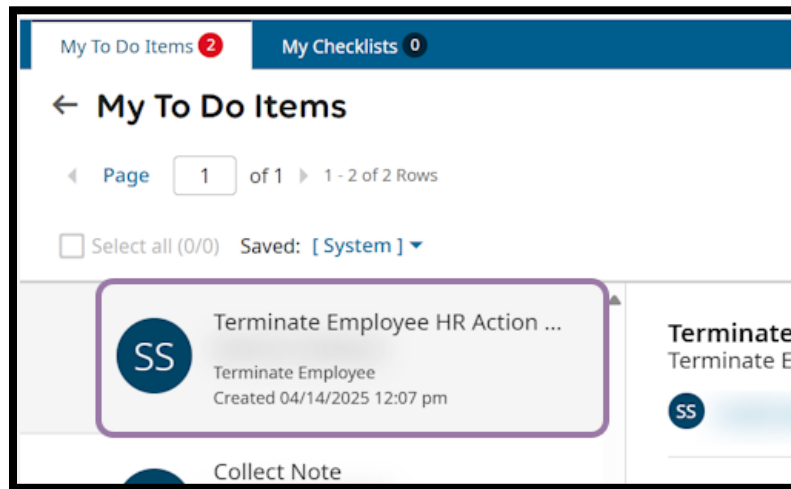 My To Do Items 2 My Checklists 0
← My To Do Items
Page 1 of 1 1 - 2 of 2 Rows
Select all (0/0) Saved: [ System ]
Terminate Employee HR Action ...
SS
Terminate Employee
Created 04/14/2025 12:07 pm
Collect Note
Terminate
Terminate E
SS